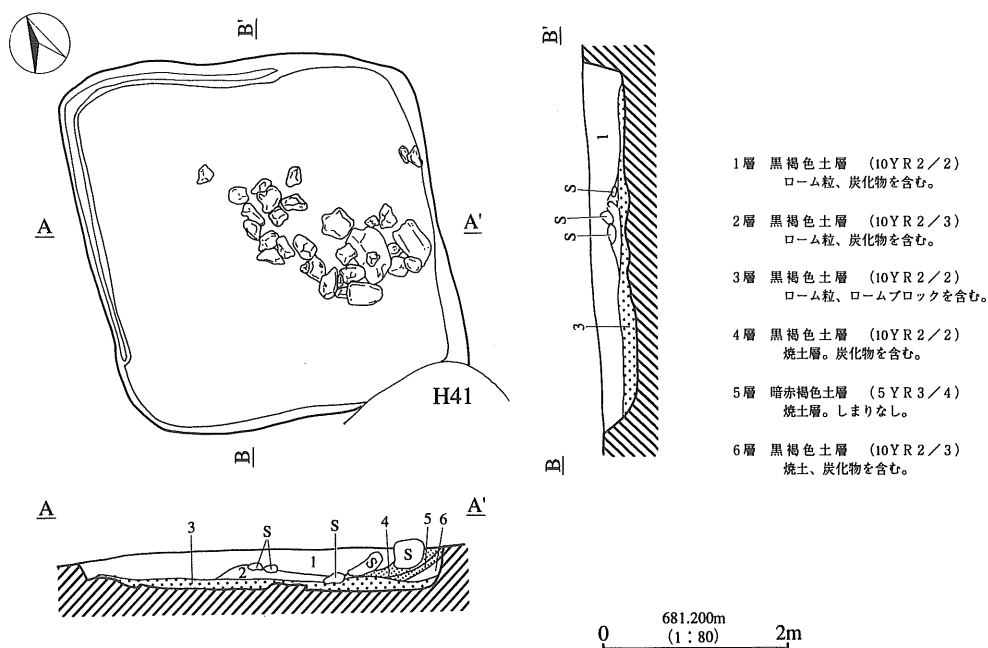 B'
A
A'
H41
B
B'
1
S
S
S
3
B
1層 黒褐色土層 (10YR2/2)
ローム粒、炭化物を含む。
2層 黒褐色土層 (10YR2/3)
ローム粒、炭化物を含む。
3層 黒褐色土層 (10YR2/2)
ローム粒、ロームブロックを含む。
4層 黒褐色土層 (10YR2/2)
焼土層。炭化物を含む。
5層 暗赤褐色土層 (5YR3/4)
焼土層。しまりなし。
6層 黒褐色土層 (10YR2/3)
焼土、炭化物を含む。
A
A'
3 S S 4 5 6
2 1 S S
681.200m
(1:80)
0 2m